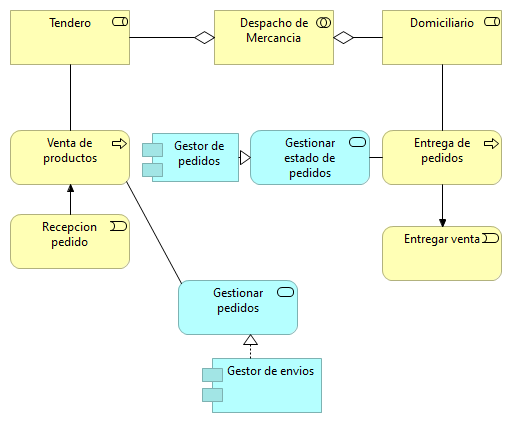 Tendero
Despacho de
Mercancia
Domiciliario
Venta de
productos
Gestor de
pedidos
Gestionar
estado de
pedidos
Entrega de
pedidos
Recepcion
pedido
Entregar venta
Gestionar
pedidos
Gestor de envios